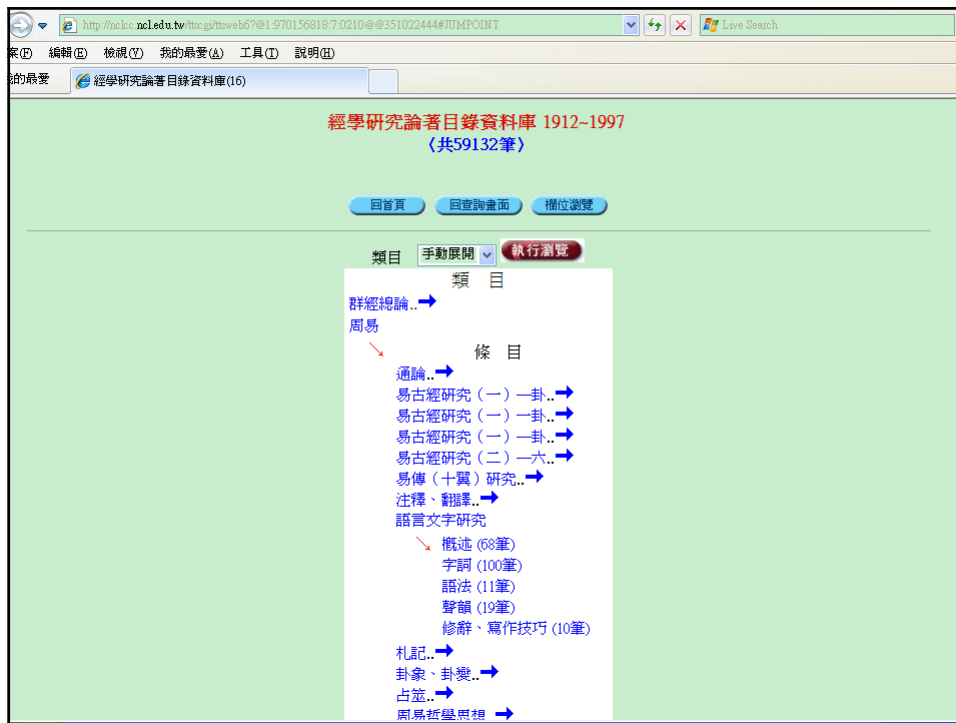 http://nclcc.ncl.edu.tw/ttscgi/ttsweb6?@1:970156818:7:0210@@351022444#JUMPOINT Live Search
案(F) 編輯(E) 檢視(V) 我的最愛(A) 工具(T) 說明(H)
的最愛 經學研究論著目錄資料庫(16)
經學研究論著目錄資料庫 1912~1997
〈共59132筆〉
回首頁 回查詢畫面 欄位瀏覽
類目 手動展開 執行瀏覽
類 目
群經總論..➡
周易
↘ 條 目
通論..➡
易古經研究（一）—卦..➡
易古經研究（一）一卦..➡
易古經研究（一）—卦..➡
易古經研究（二）—六..➡
易傳（十翼）研究..➡
注釋、翻譯..➡
語言文字研究
↘ 概述 (68筆)
字詞 (100筆)
語法 (11筆)
聲韻 (19筆)
修辭、寫作技巧 (10筆)
札記..➡
卦象、卦變..➡
占筮..➡
周易哲學思想..➡